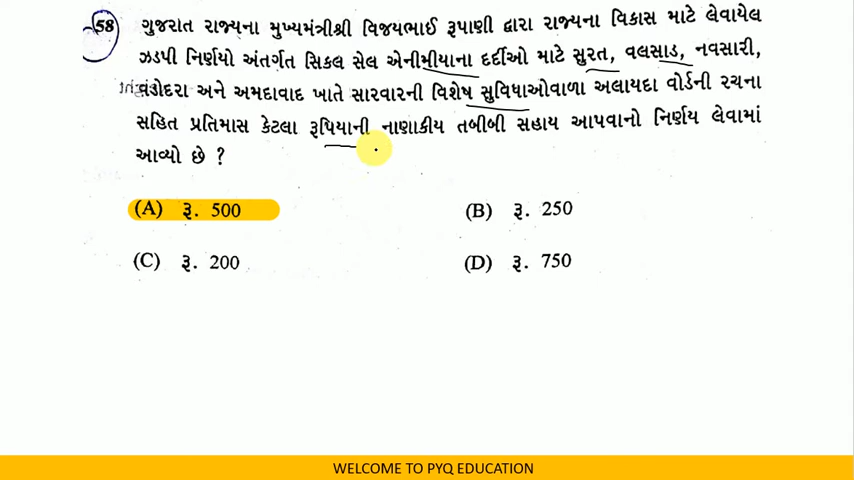 58 ગુજરાત રાજ્યના મુખ્યમંત્રીશ્રી વિજયભાઈ રૂપાણી દ્વારા રાજ્યના વિકાસ માટે લેવાયેલ
ઝડપી નિર્ણયો અંતર્ગત સિકલ સેલ એનીમીયાના દર્દીઓ માટે સુરત, વલસાડ, નવસારી,
વડોદરા અને અમદાવાદ ખાતે સારવારની વિશેષ સુવિધાઓવાળા અલાયદા વોર્ડની રચના
સહિત પ્રતિમાસ કેટલા રૂપિયાની નાણાકીય તબીબી સહાય આપવાનો નિર્ણય લેવામાં
આવ્યો છે ?
(A) રૂ. 500 (B) રૂ. 250
(C) રૂ. 200 (D) રૂ. 750
WELCOME TO PYQ EDUCATION